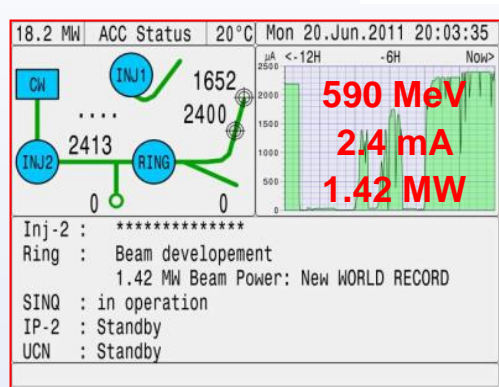 18.2 MW ACC Status 20°C Mon 20.Jun.2011 20:03:35
µA <-12H -6H Now>
2500
2000
1500
1000
500
590 MeV
2.4 mA
1.42 MW
CW
INJ1
1652
....
2400
2413
INJ2
RING
0
0
Inj-2 : **************
Ring : Beam developement
1.42 MW Beam Power: New WORLD RECORD
SINQ : in operation
IP-2 : Standby
UCN : Standby